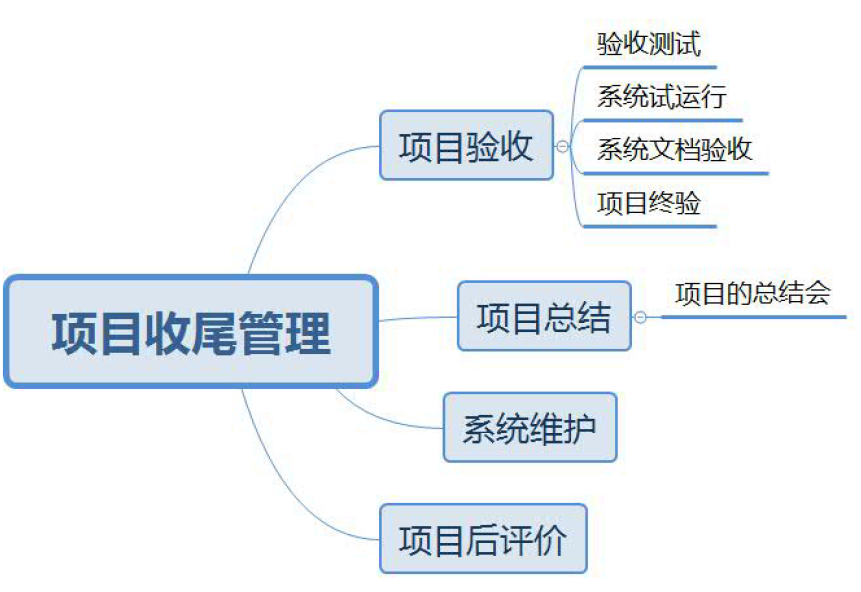 项目收尾管理
项目验收
验收测试
系统试运行
系统文档验收
项目终验
项目总结
项目的总结会
系统维护
项目后评价